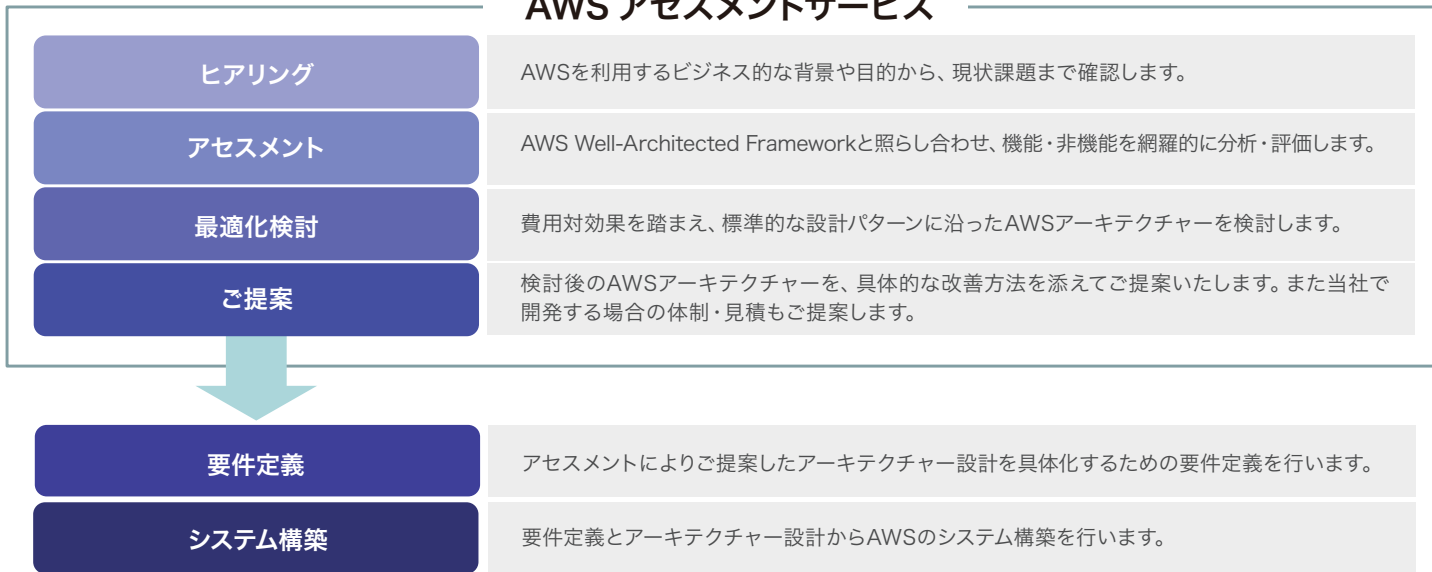 AWS アセスメントサービス
ヒアリング
AWSを利用するビジネス的な背景や目的から、現状課題まで確認します。
アセスメント
AWS Well-Architected Frameworkと照らし合わせ、機能・非機能を網羅的に分析・評価します。
最適化検討
費用対効果を踏まえ、標準的な設計パターンに沿ったAWSアーキテクチャーを検討します。
ご提案
検討後のAWSアーキテクチャーを、具体的な改善方法を添えてご提案いたします。また当社で
開発する場合の体制・見積もご提案します。
要件定義
アセスメントによりご提案したアーキテクチャー設計を具体化するための要件定義を行います。
システム構築
要件定義とアーキテクチャー設計からAWSのシステム構築を行います。